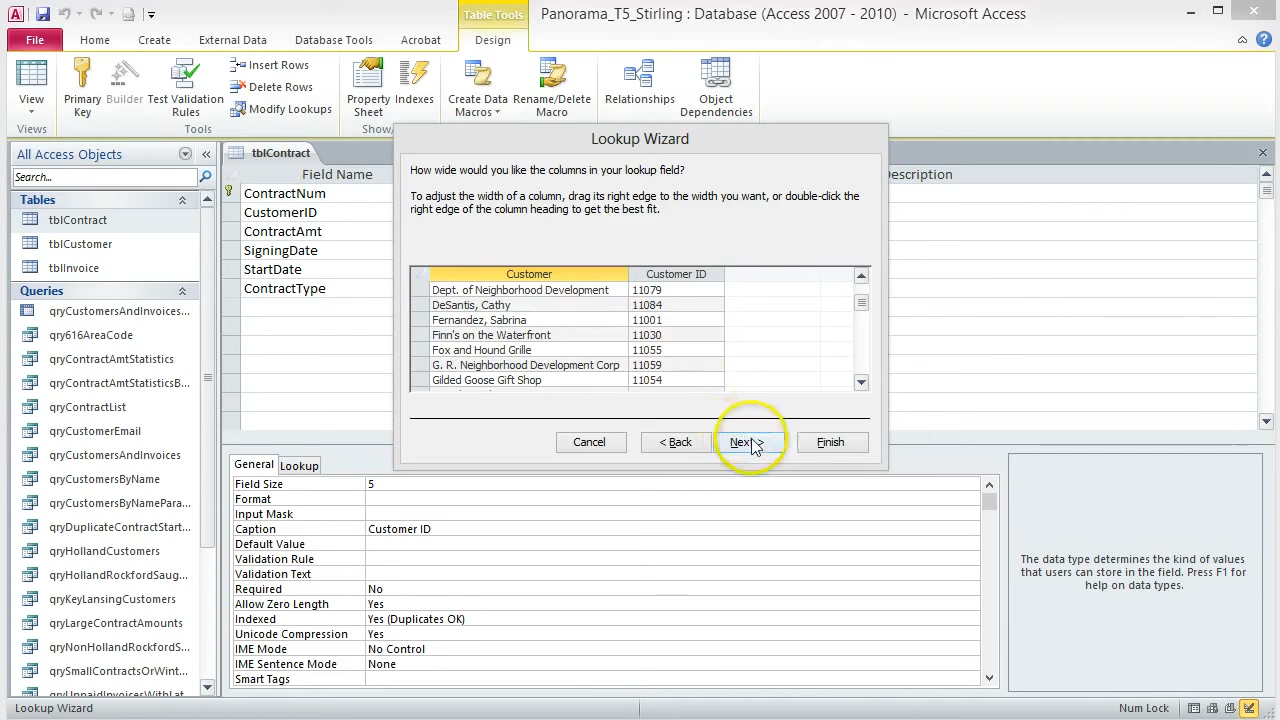 Table Tools
Panorama_T5_Stirling : Database (Access 2007 - 2010) - Microsoft Access
File
Home
Create
External Data
Database Tools
Acrobat
Design
View
Primary
Key
Builder
Test Validation
Rules
Insert Rows
Delete Rows
Modify Lookups
Property
Sheet
Indexes
Create Data
Macros
Rename/Delete
Macro
Relationships
Object
Dependencies
Views
Tools
Show/
All Access Objects
Search...
Tables
tblContract
tblCustomer
tblInvoice
Queries
qryCustomersAndInvoices...
qry616AreaCode
qryContractAmtStatistics
qryContractAmtStatisticsB...
qryContractList
qryCustomerEmail
qryCustomersAndInvoices
qryCustomersByName
qryCustomersByNamePara...
qryDuplicateContractStart...
qryHollandCustomers
qryHollandRockfordSaug...
qryKeyLansingCustomers
qryLargeContractAmounts
qryNonHollandRockfordS...
qrySmallContractsOrWint...
qryUnpaidInvoicesWithLat...
tblContract
Field Name
Description
ContractNum
CustomerID
ContractAmt
SigningDate
StartDate
ContractType
Lookup Wizard
How wide would you like the columns in your lookup field?
To adjust the width of a column, drag its right edge to the width you want, or double-click the
right edge of the column heading to get the best fit.
Customer Customer ID
Dept. of Neighborhood Development 11079
DeSantis, Cathy 11084
Fernandez, Sabrina 11001
Finn's on the Waterfront 11030
Fox and Hound Grille 11055
G. R. Neighborhood Development Corp 11059
Gilded Goose Gift Shop 11054
Cancel
< Back
Next >
Finish
General
Lookup
Field Size 5
Format
Input Mask
Caption Customer ID
Default Value
Validation Rule
Validation Text
Required No
Allow Zero Length Yes
Indexed Yes (Duplicates OK)
Unicode Compression Yes
IME Mode No Control
IME Sentence Mode None
Smart Tags
The data type determines the kind of values
that users can store in the field. Press F1 for
help on data types.
Lookup Wizard
Num Lock